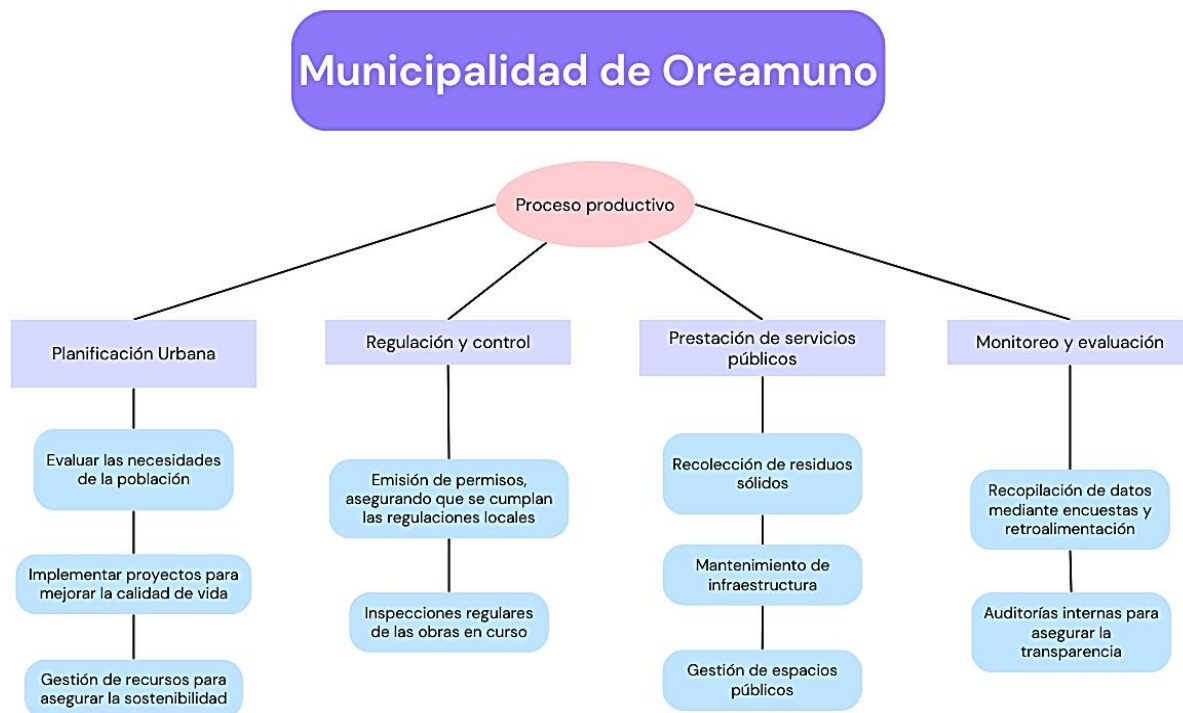 Municipalidad de Oreamuno
Proceso productivo
Planificación Urbana
Evaluar las necesidades
de la población
Implementar proyectos para
mejorar la calidad de vida
Gestión de recursos para
asegurar la sostenibilidad
Regulación y control
Emisión de permisos,
asegurando que se cumplan
las regulaciones locales
Inspecciones regulares
de las obras en curso
Prestación de servicios
públicos
Recolección de residuos
sólidos
Mantenimiento de
infraestructura
Gestión de espacios
públicos
Monitoreo y evaluación
Recopilación de datos
mediante encuestas y
retroalimentación
Auditorías internas para
asegurar la
transparencia